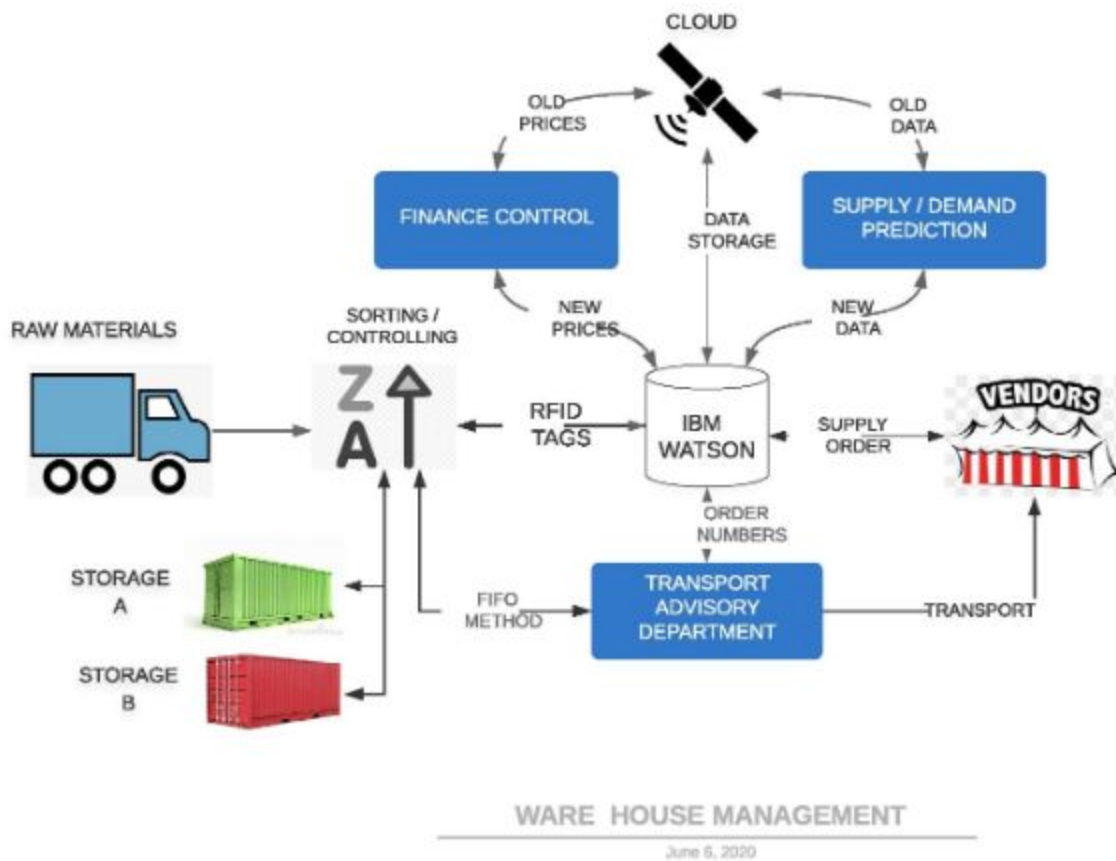 CLOUD
OLD
PRICES
OLD
DATA
FINANCE CONTROL
SUPPLY / DEMAND
PREDICTION
DATA
STORAGE
NEW
PRICES
NEW
DATA
RAW MATERIALS
SORTING /
CONTROLLING
Z
A
RFID
TAGS
IBM
WATSON
SUPPLY
ORDER
VENDORS
ORDER
NUMBERS
STORAGE
A
FIFO
METHOD
TRANSPORT
ADVISORY
DEPARTMENT
TRANSPORT
STORAGE
B
WARE HOUSE MANAGEMENT
June 6, 2020